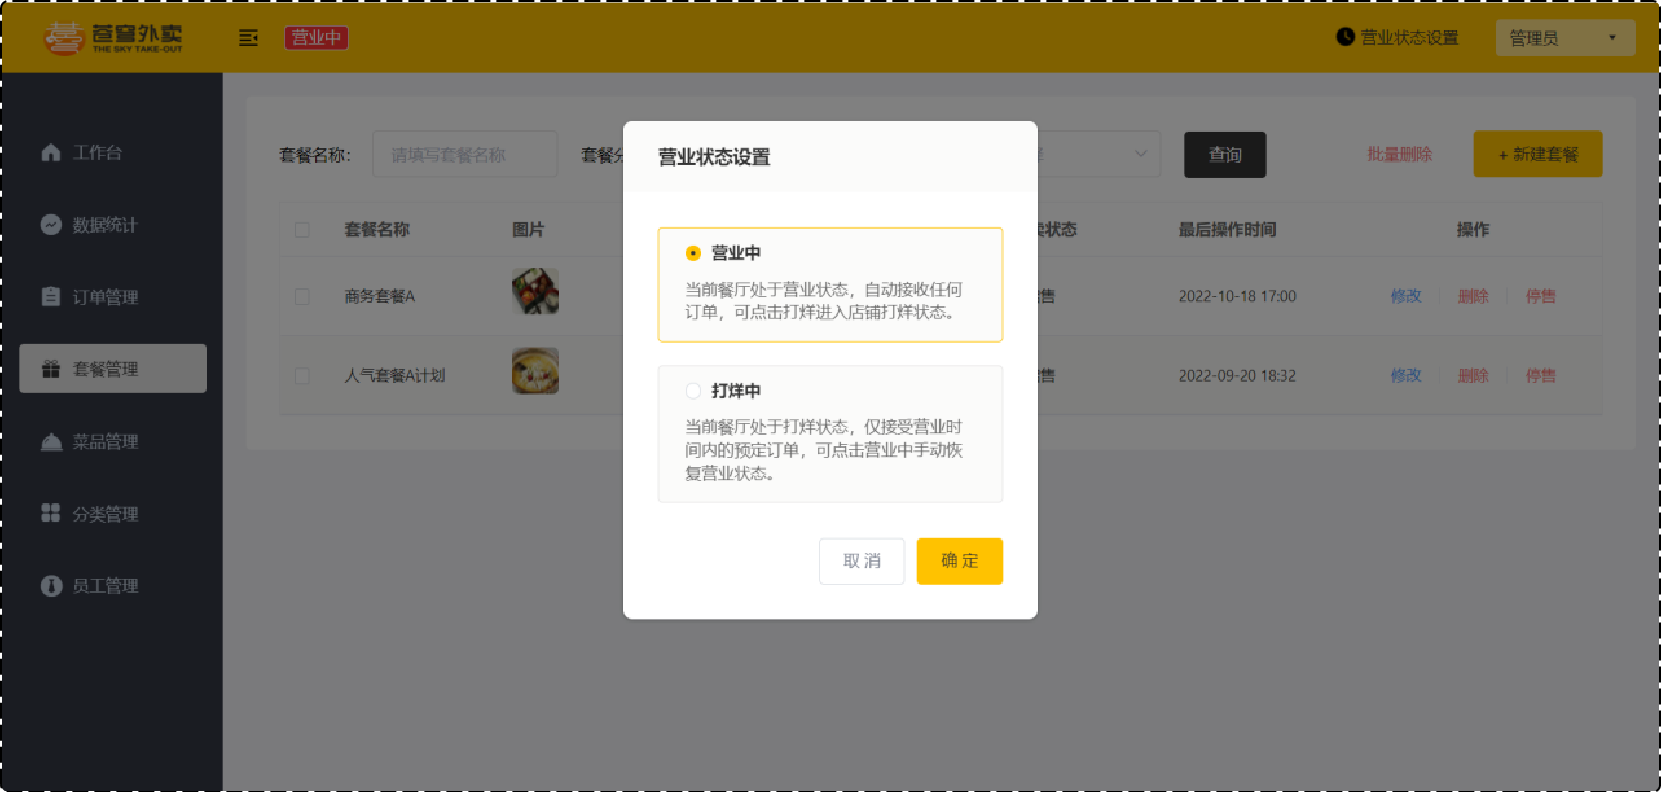 苍穹外卖
THE SKY TAKE-OUT
营业中
营业状态设置
管理员
工作台
数据统计
订单管理
套餐管理
菜品管理
分类管理
员工管理
套餐名称:
请填写套餐名称
套餐分
查询
批量删除
+ 新建套餐
套餐名称
图片
状态
最后操作时间
操作
商务套餐A
售
2022-10-18 17:00
修改
删除
停售
人气套餐A计划
售
2022-09-20 18:32
修改
删除
停售
营业状态设置
营业中
当前餐厅处于营业状态，自动接收任何
订单，可点击打烊进入店铺打烊状态。
打烊中
当前餐厅处于打烊状态，仅接受营业时
间内的预定订单，可点击营业中手动恢
复营业状态。
取 消
确 定